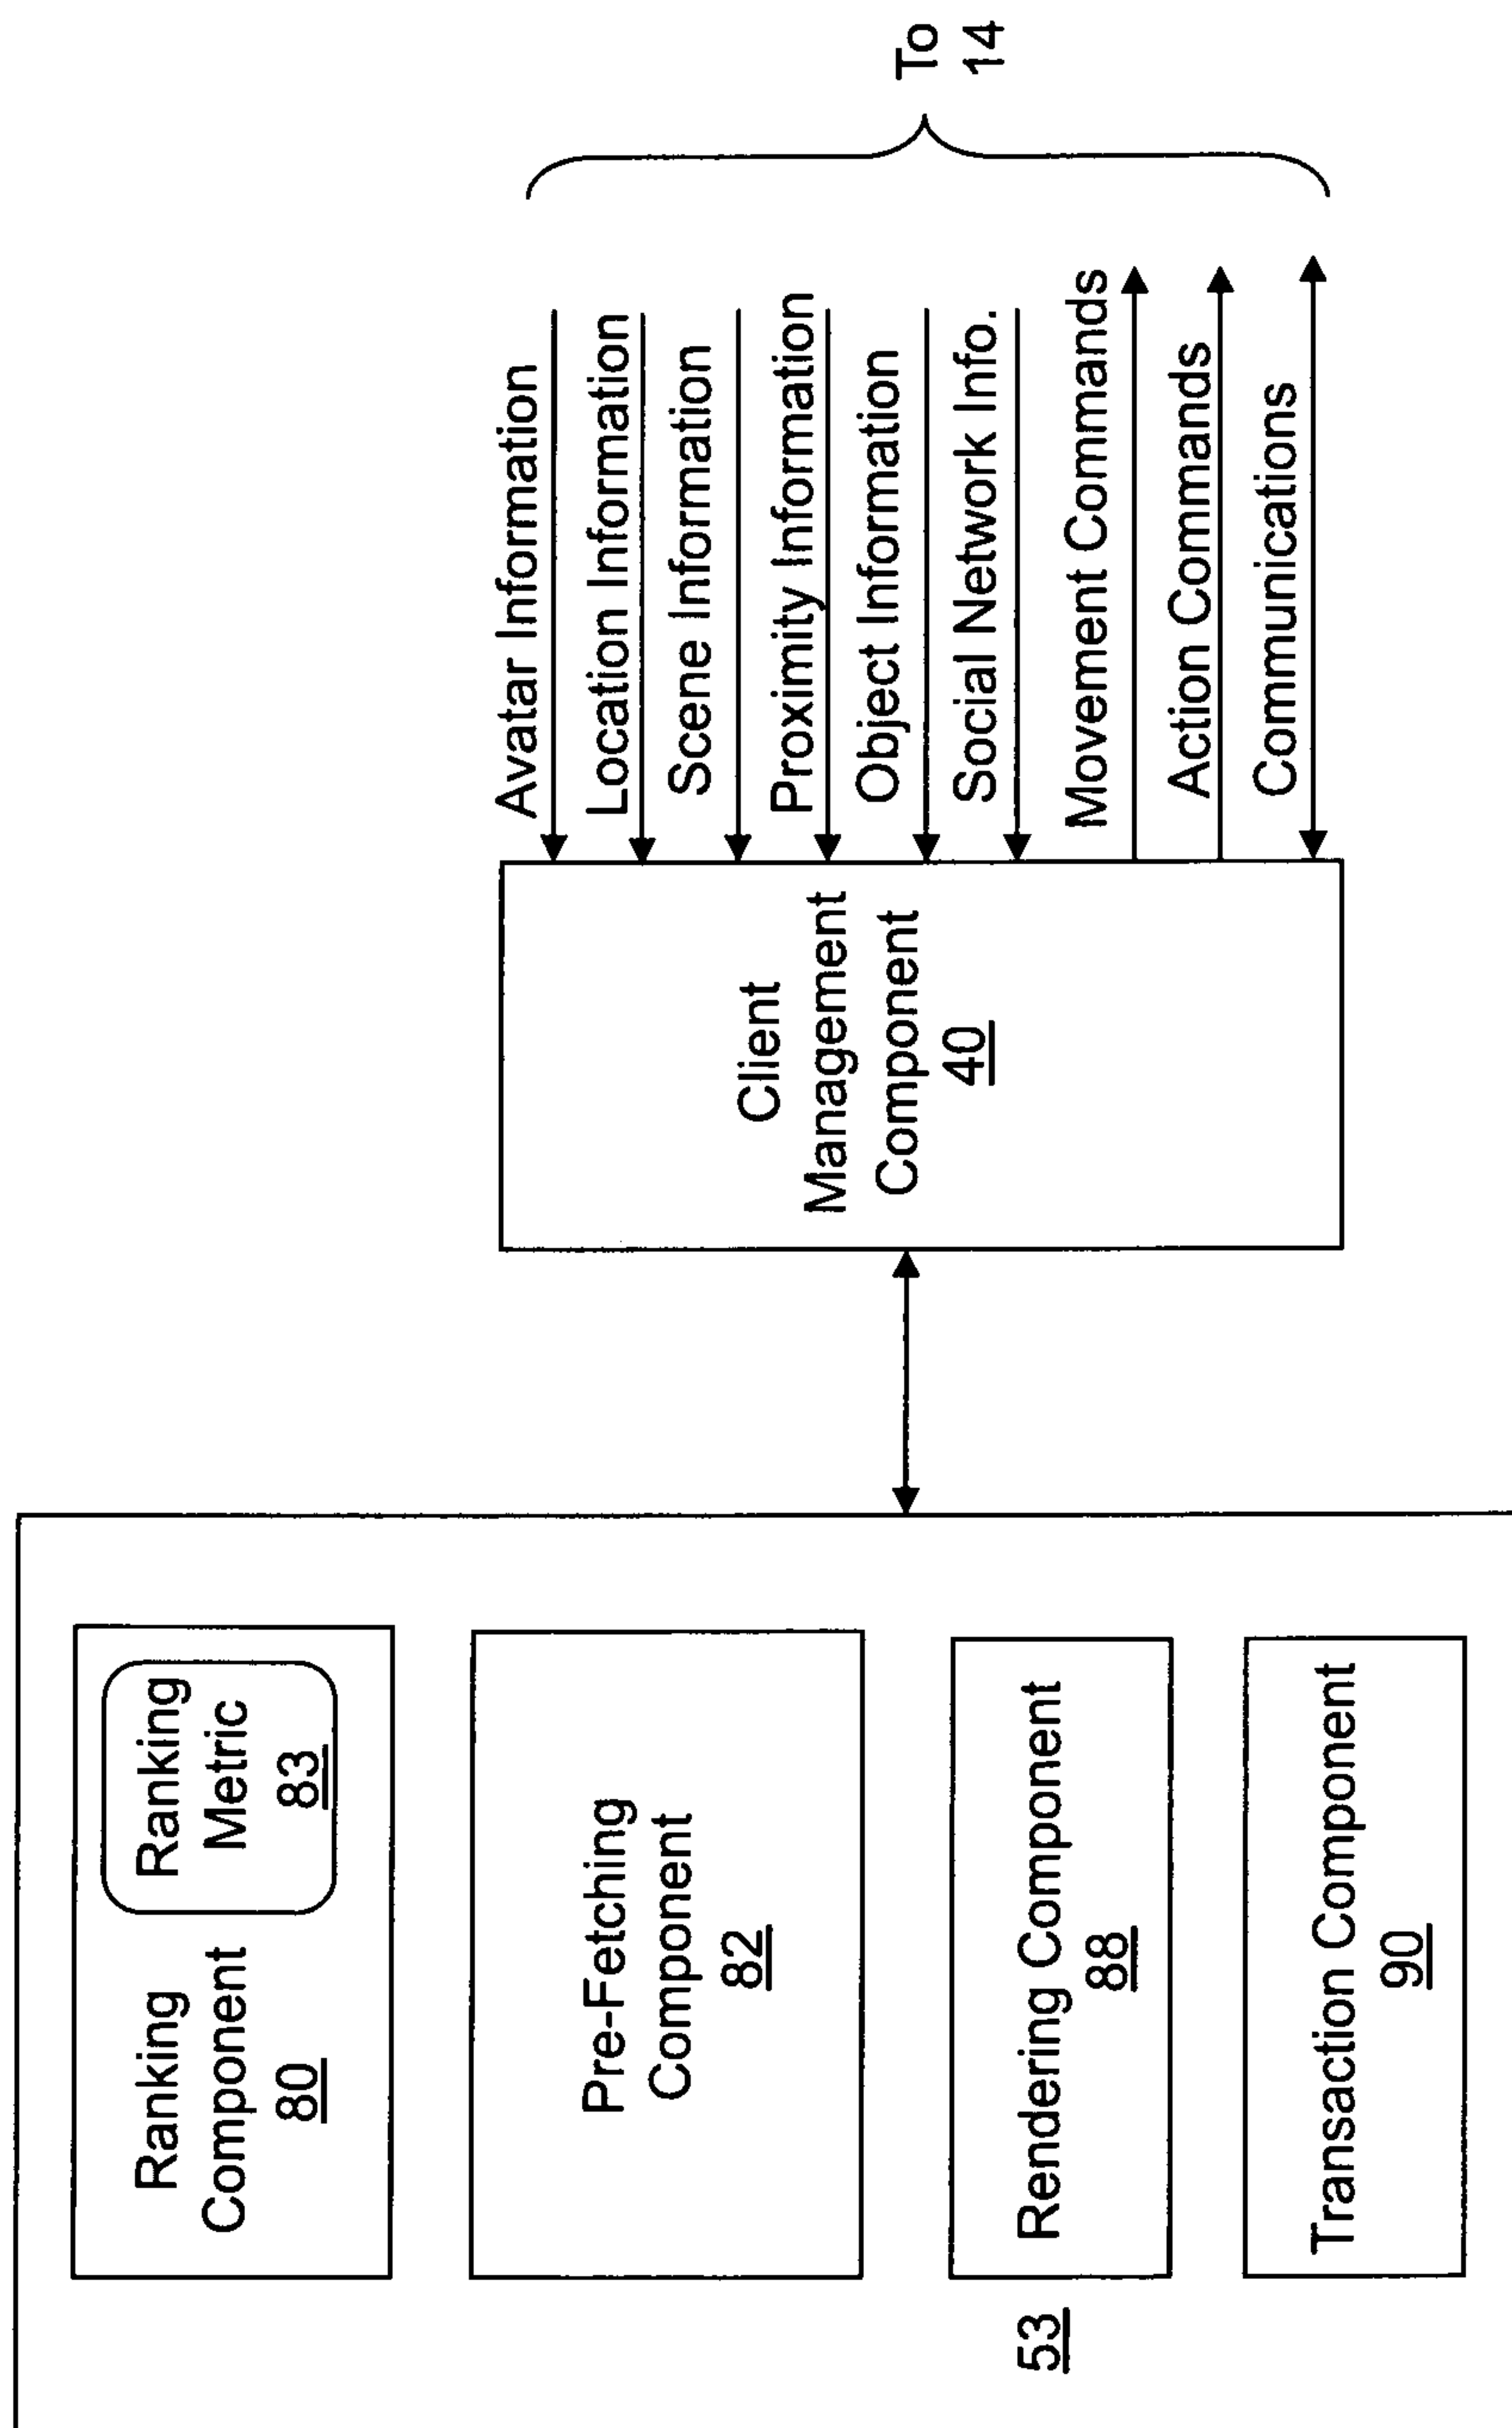 Ranking
Component
80
Ranking
Metric
83
Pre-Fetching
Component
82
Rendering Component
88
Transaction Component
90
53
Client
Management
Component
40
Avatar Information
Location Information
Scene Information
Proximity Information
Object Information
Social Network Info.
Movement Commands
Action Commands
Communications
To
14